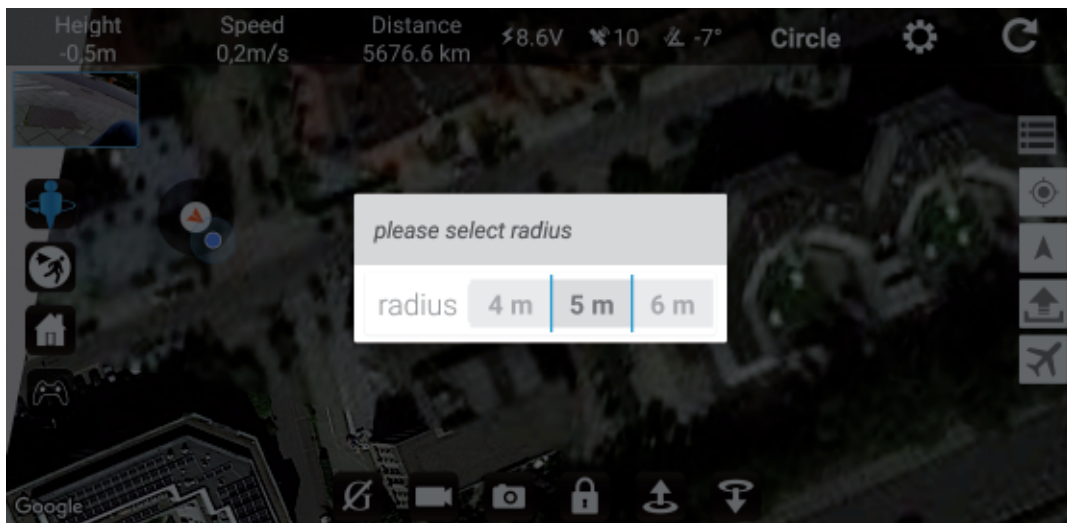 Height Speed Distance ⚡8.6V 10 -7° Circle
-0,5m 0,2m/s 5676.6 km
please select radius
radius 4 m 5 m 6 m
Google